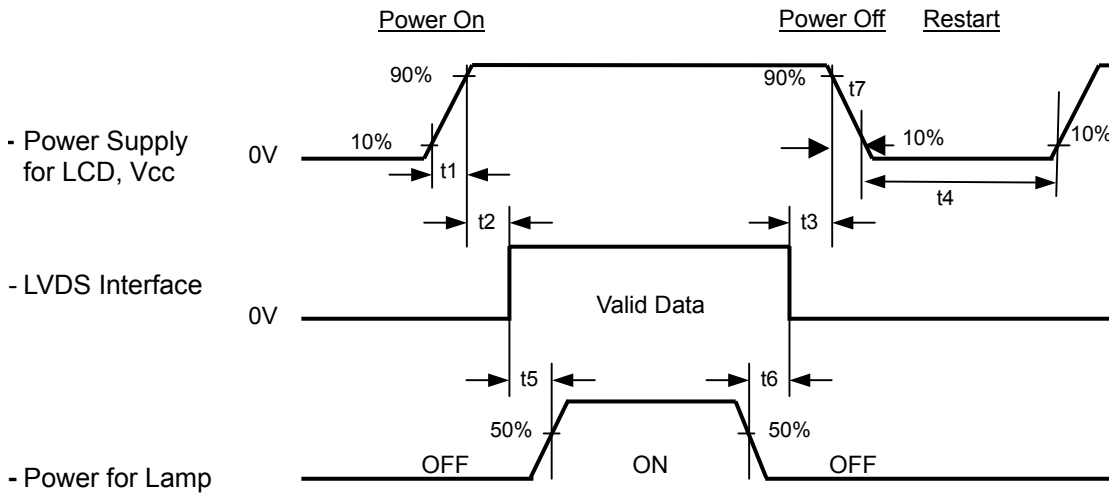 Power On
Power Off
Restart
90%
90%
t7
- Power Supply
for LCD, Vcc
0V
10%
10%
10%
t1
t4
t2
t3
- LVDS Interface
0V
Valid Data
t5
t6
50%
50%
- Power for Lamp
OFF
ON
OFF